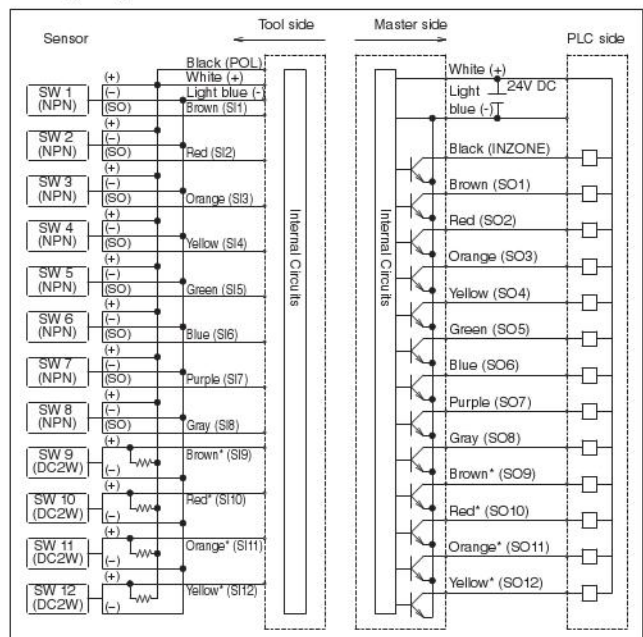 Tool side
Master side
Sensor
PLC side
Black (POL)
White (+)
Light blue (-)
Brown (SI1)
Red (SI2)
Orange (SI3)
Yellow (SI4)
Green (SI5)
Blue (SI6)
Purple (SI7)
Gray (SI8)
Brown* (SI9)
Red* (SI10)
Orange* (SI11)
Yellow* (SI12)
SW 1 (NPN)
(+)
(−)
(SO)
SW 2 (NPN)
(+)
(−)
(SO)
SW 3 (NPN)
(+)
(−)
(SO)
SW 4 (NPN)
(+)
(−)
(SO)
SW 5 (NPN)
(+)
(−)
(SO)
SW 6 (NPN)
(+)
(−)
(SO)
SW 7 (NPN)
(+)
(−)
(SO)
SW 8 (NPN)
(+)
(−)
(SO)
SW 9 (DC2W)
(+)
(−)
SW 10 (DC2W)
(+)
(−)
SW 11 (DC2W)
(+)
(−)
SW 12 (DC2W)
(+)
(−)
Internal Circuits
Internal Circuits
White (+)
Light blue (-)
24V DC
Black (INZONE)
Brown (SO1)
Red (SO2)
Orange (SO3)
Yellow (SO4)
Green (SO5)
Blue (SO6)
Purple (SO7)
Gray (SO8)
Brown* (SO9)
Red* (SO10)
Orange* (SO11)
Yellow* (SO12)